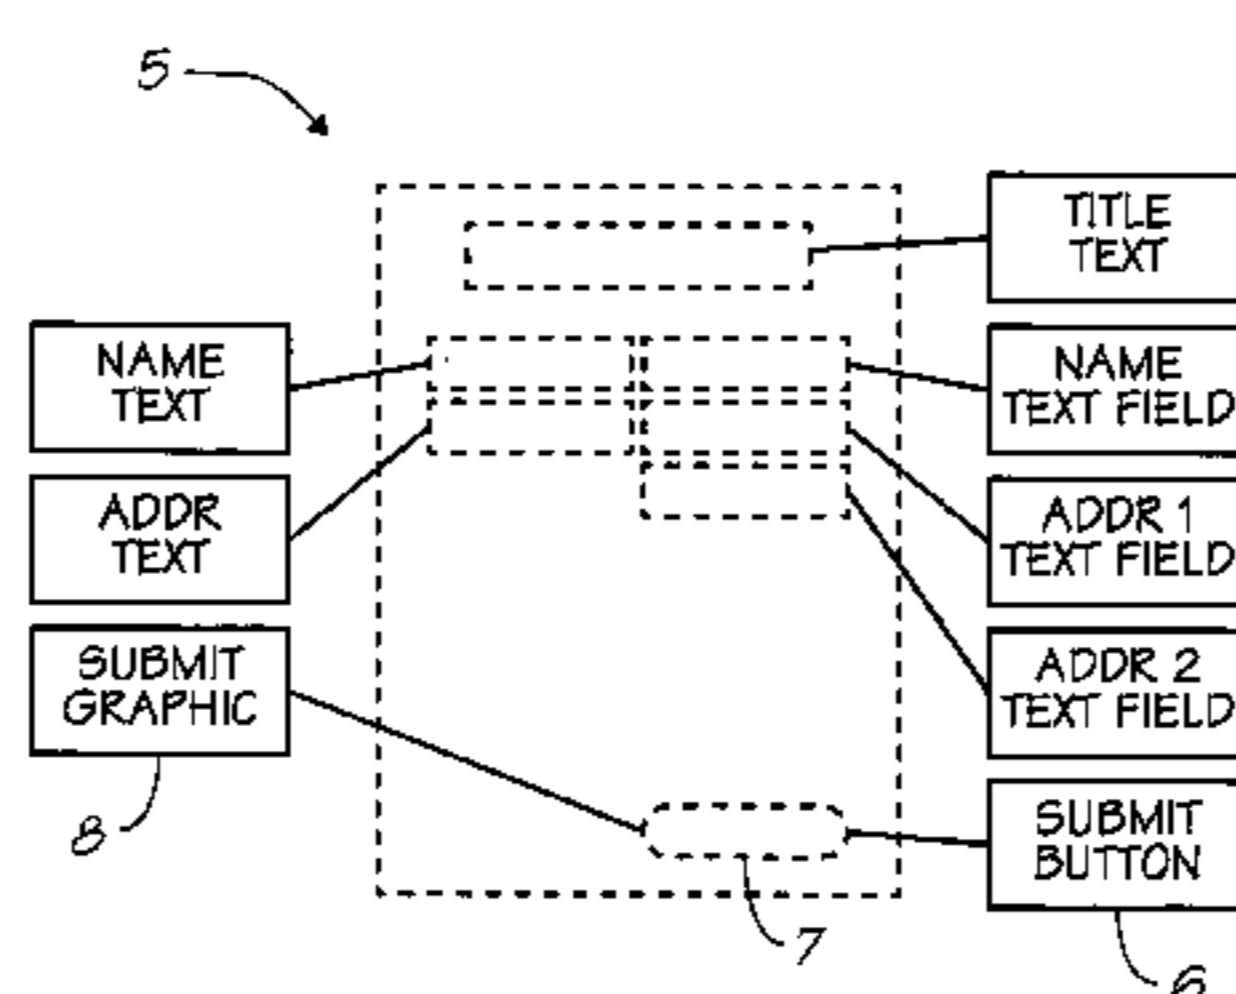 5
TITLE
TEXT
NAME
TEXT
NAME
TEXT FIELD
ADDR
TEXT
ADDR 1
TEXT FIELD
SUBMIT
GRAPHIC
ADDR 2
TEXT FIELD
8
SUBMIT
BUTTON
7
6